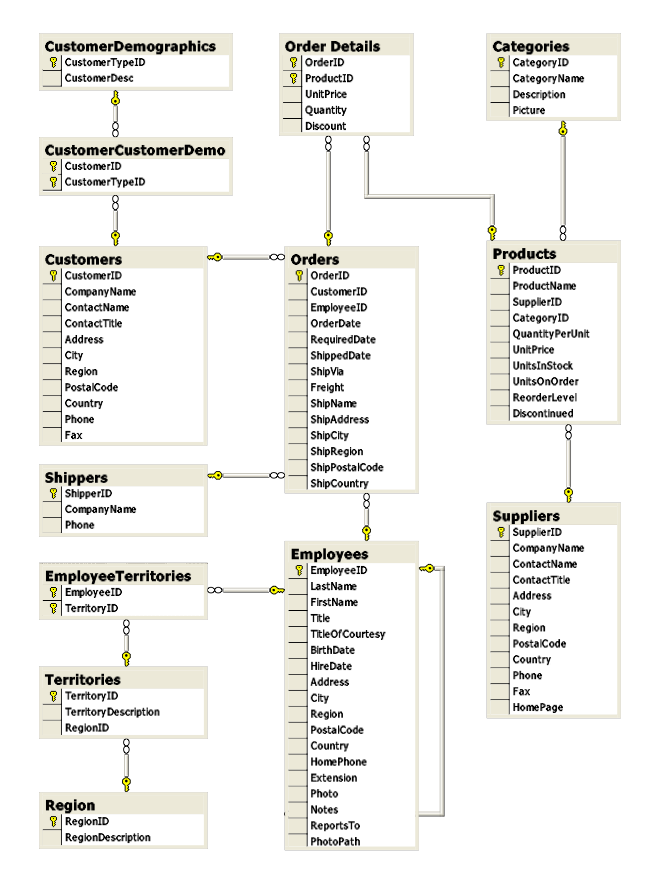 CustomerDemographics
CustomerTypeID
CustomerDesc
CustomerCustomerDemo
CustomerID
CustomerTypeID
Customers
CustomerID
CompanyName
ContactName
ContactTitle
Address
City
Region
PostalCode
Country
Phone
Fax
Shippers
ShipperID
CompanyName
Phone
EmployeeTerritories
EmployeeID
TerritoryID
Territories
TerritoryID
TerritoryDescription
RegionID
Region
RegionID
RegionDescription
Order Details
OrderID
ProductID
UnitPrice
Quantity
Discount
Orders
OrderID
CustomerID
EmployeeID
OrderDate
RequiredDate
ShippedDate
ShipVia
Freight
ShipName
ShipAddress
ShipCity
ShipRegion
ShipPostalCode
ShipCountry
Employees
EmployeeID
LastName
FirstName
Title
TitleOfCourtesy
BirthDate
HireDate
Address
City
Region
PostalCode
Country
HomePhone
Extension
Photo
Notes
ReportsTo
PhotoPath
Categories
CategoryID
CategoryName
Description
Picture
Products
ProductID
ProductName
SupplierID
CategoryID
QuantityPerUnit
UnitPrice
UnitsInStock
UnitsOnOrder
ReorderLevel
Discontinued
Suppliers
SupplierID
CompanyName
ContactName
ContactTitle
Address
City
Region
PostalCode
Country
Phone
Fax
HomePage